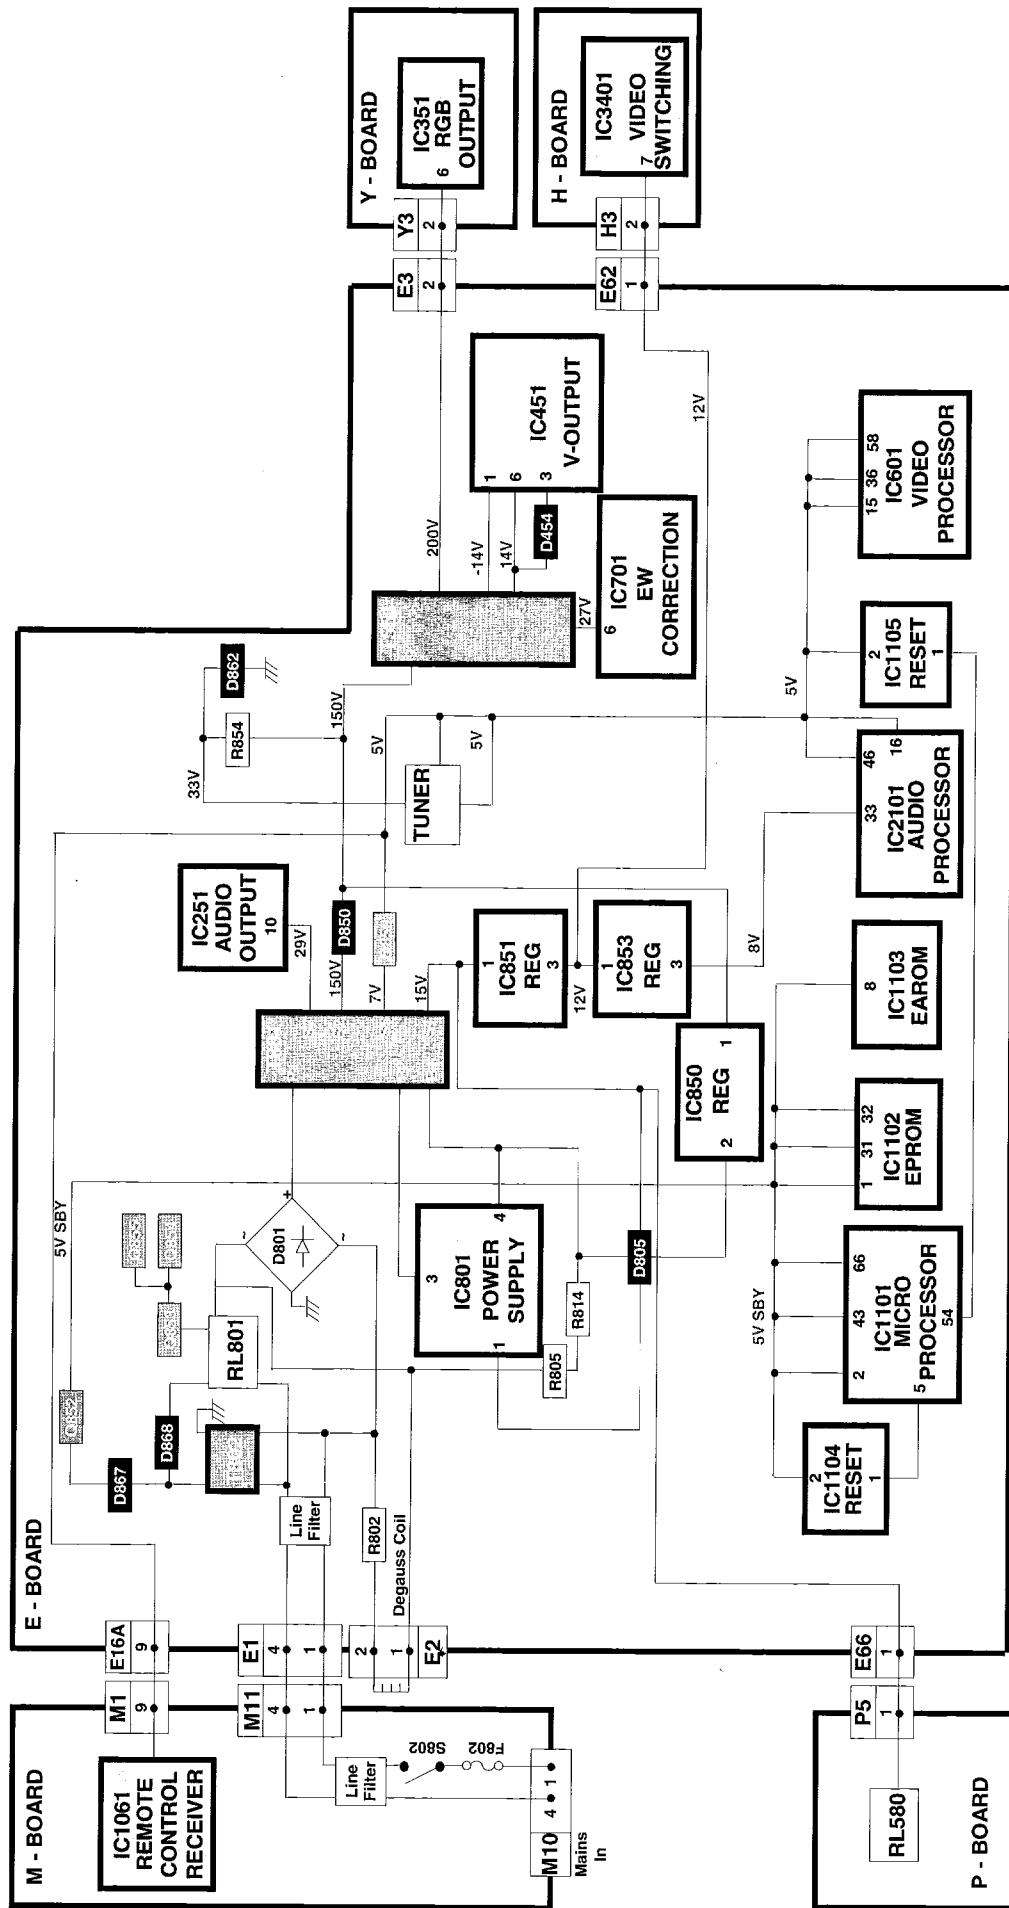 M - BOARD
IC1061
REMOTE
CONTROL
RECEIVER
M1
9
E16A
9
M11
4
1
E1
4
1
2
1
E2
Line
Filter
S802
F802
1
4
M10
Mains
In
P - BOARD
RL580
P5
1
E66
1
E - BOARD
5V SBY
D867
D868
RL801
Line
Filter
R802
Degauss Coil
D801
~
~
+
IC801
POWER
SUPPLY
1
3
4
R805
R814
D805
IC251
AUDIO
OUTPUT
10
29V
150V
D850
7V
15V
1
IC851
REG
3
12V
1
IC853
REG
3
8V
IC850
REG
1
2
33V
R854
D862
150V
5V
TUNER
5V
200V
-14V
14V
27V
D454
1
6
3
IC451
V-OUTPUT
6
IC701
EW
CORRECTION
12V
E3
2
Y3
2
Y - BOARD
IC351
RGB
OUTPUT
6
E62
1
H3
2
H - BOARD
IC3401
VIDEO
SWITCHING
7
5V SBY
2
IC1104
RESET
1
2
43
66
IC1101
MICRO
PROCESSOR
5
54
1
31
32
IC1102
EPROM
8
IC1103
EAROM
33
46
16
IC2101
AUDIO
PROCESSOR
5V
2
IC1105
RESET
1
15
36
58
IC601
VIDEO
PROCESSOR